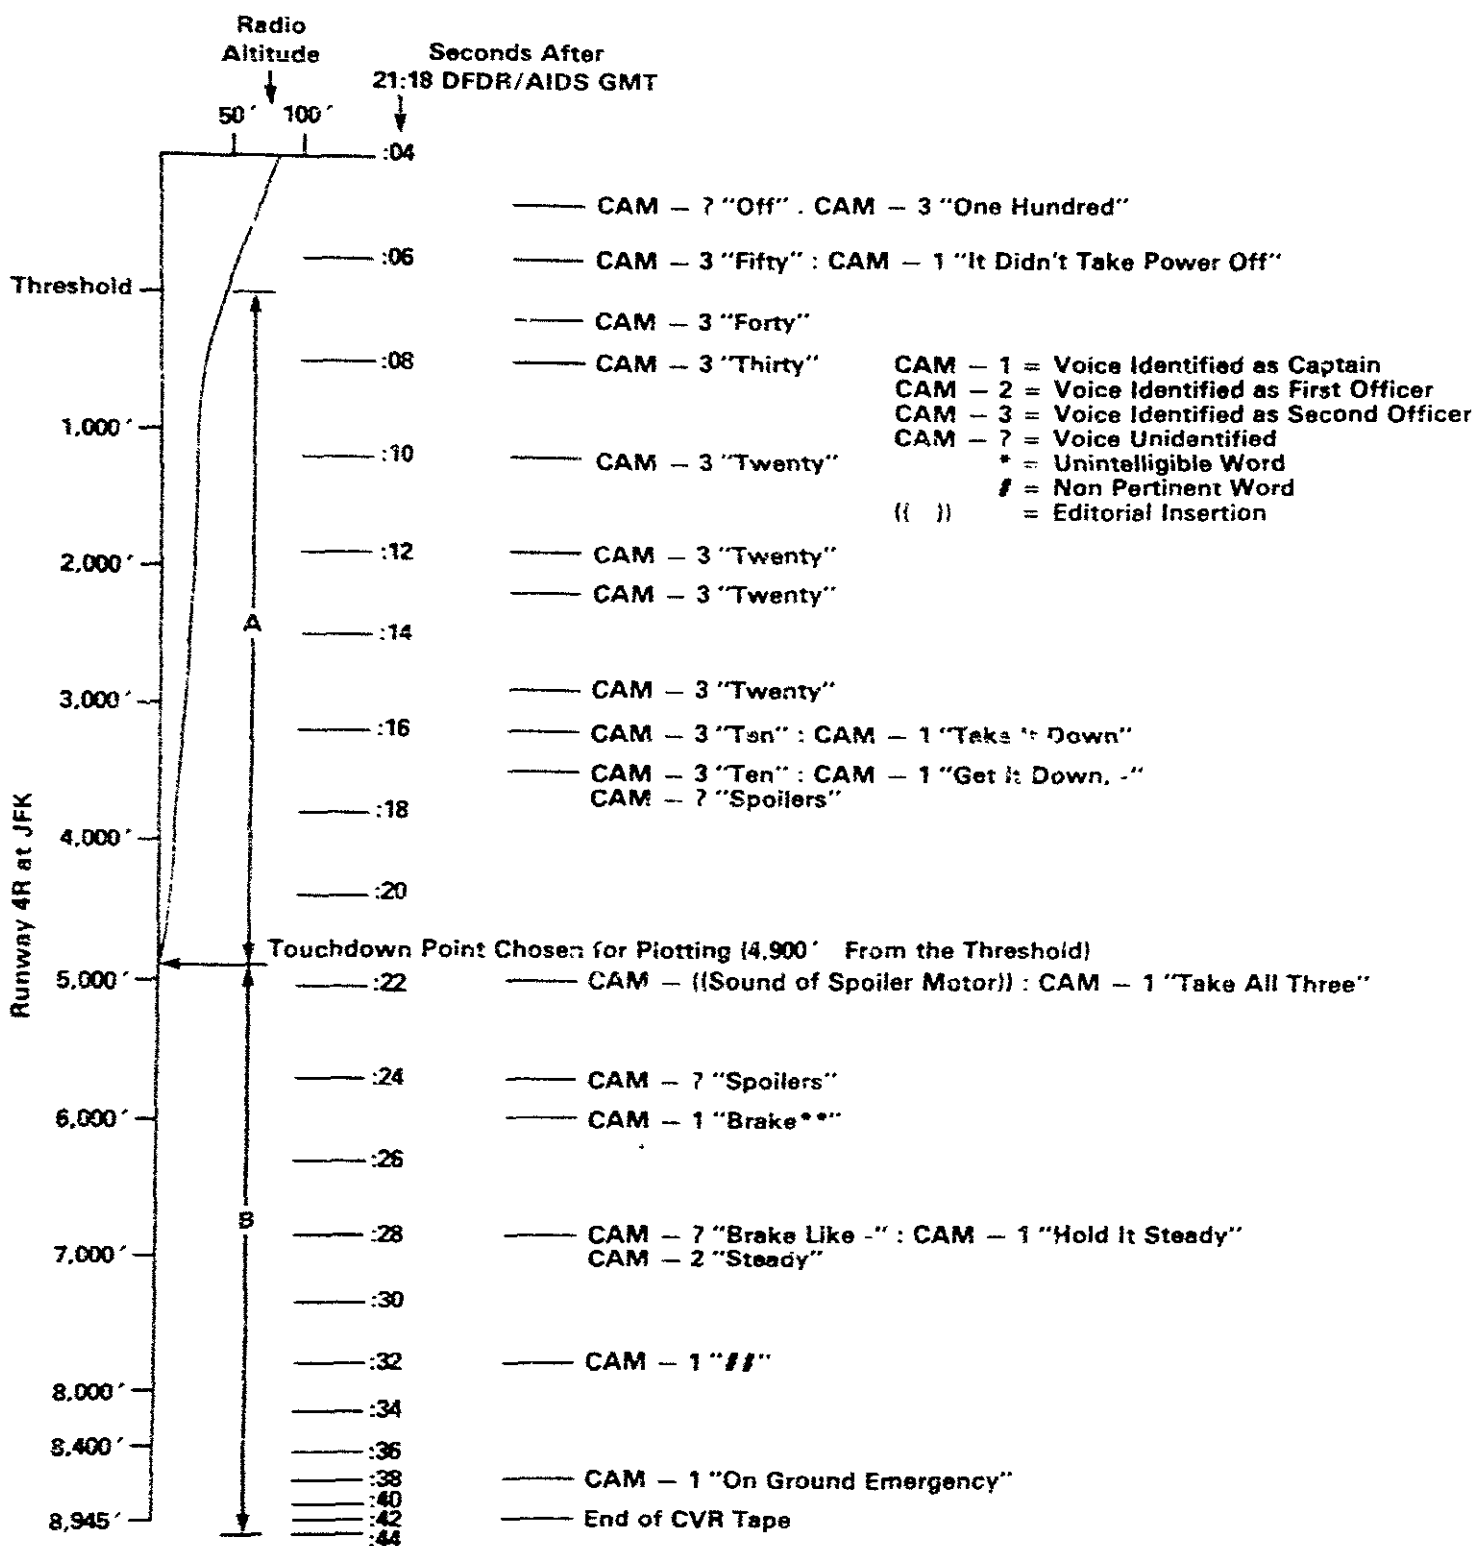 Radio
Altitude
Seconds After
21:18 DFDR/AIDS GMT
50´ 100´
:04
CAM – ? "Off" . CAM – 3 "One Hundred"
:06 CAM – 3 "Fifty" : CAM – 1 "It Didn't Take Power Off"
Threshold
CAM – 3 "Forty"
:08 CAM – 3 "Thirty"
CAM – 1 = Voice Identified as Captain
CAM – 2 = Voice Identified as First Officer
CAM – 3 = Voice Identified as Second Officer
CAM – ? = Voice Unidentified
* = Unintelligible Word
# = Non Pertinent Word
(( )) = Editorial Insertion
1,000´
:10 CAM – 3 "Twenty"
:12 CAM – 3 "Twenty"
2,000´
CAM – 3 "Twenty"
A
:14
CAM – 3 "Twenty"
3,000´
:16 CAM – 3 "Ten" : CAM – 1 "Take It Down"
CAM – 3 "Ten" : CAM – 1 "Get It Down, -"
CAM – ? "Spoilers"
:18
4,000´
Runway 4R at JFK
:20
Touchdown Point Chosen for Plotting (4,900´ From the Threshold)
5,000´ :22 CAM – ((Sound of Spoiler Motor)) : CAM – 1 "Take All Three"
:24 CAM – ? "Spoilers"
6,000´ CAM – 1 "Brake**"
:26
B
:28 CAM – ? "Brake Like -" : CAM – 1 "Hold It Steady"
CAM – 2 "Steady"
7,000´
:30
:32 CAM – 1 "##"
8,000´
:34
8,400´
:36
:38 CAM – 1 "On Ground Emergency"
:40
8,945´ :42 End of CVR Tape
:44